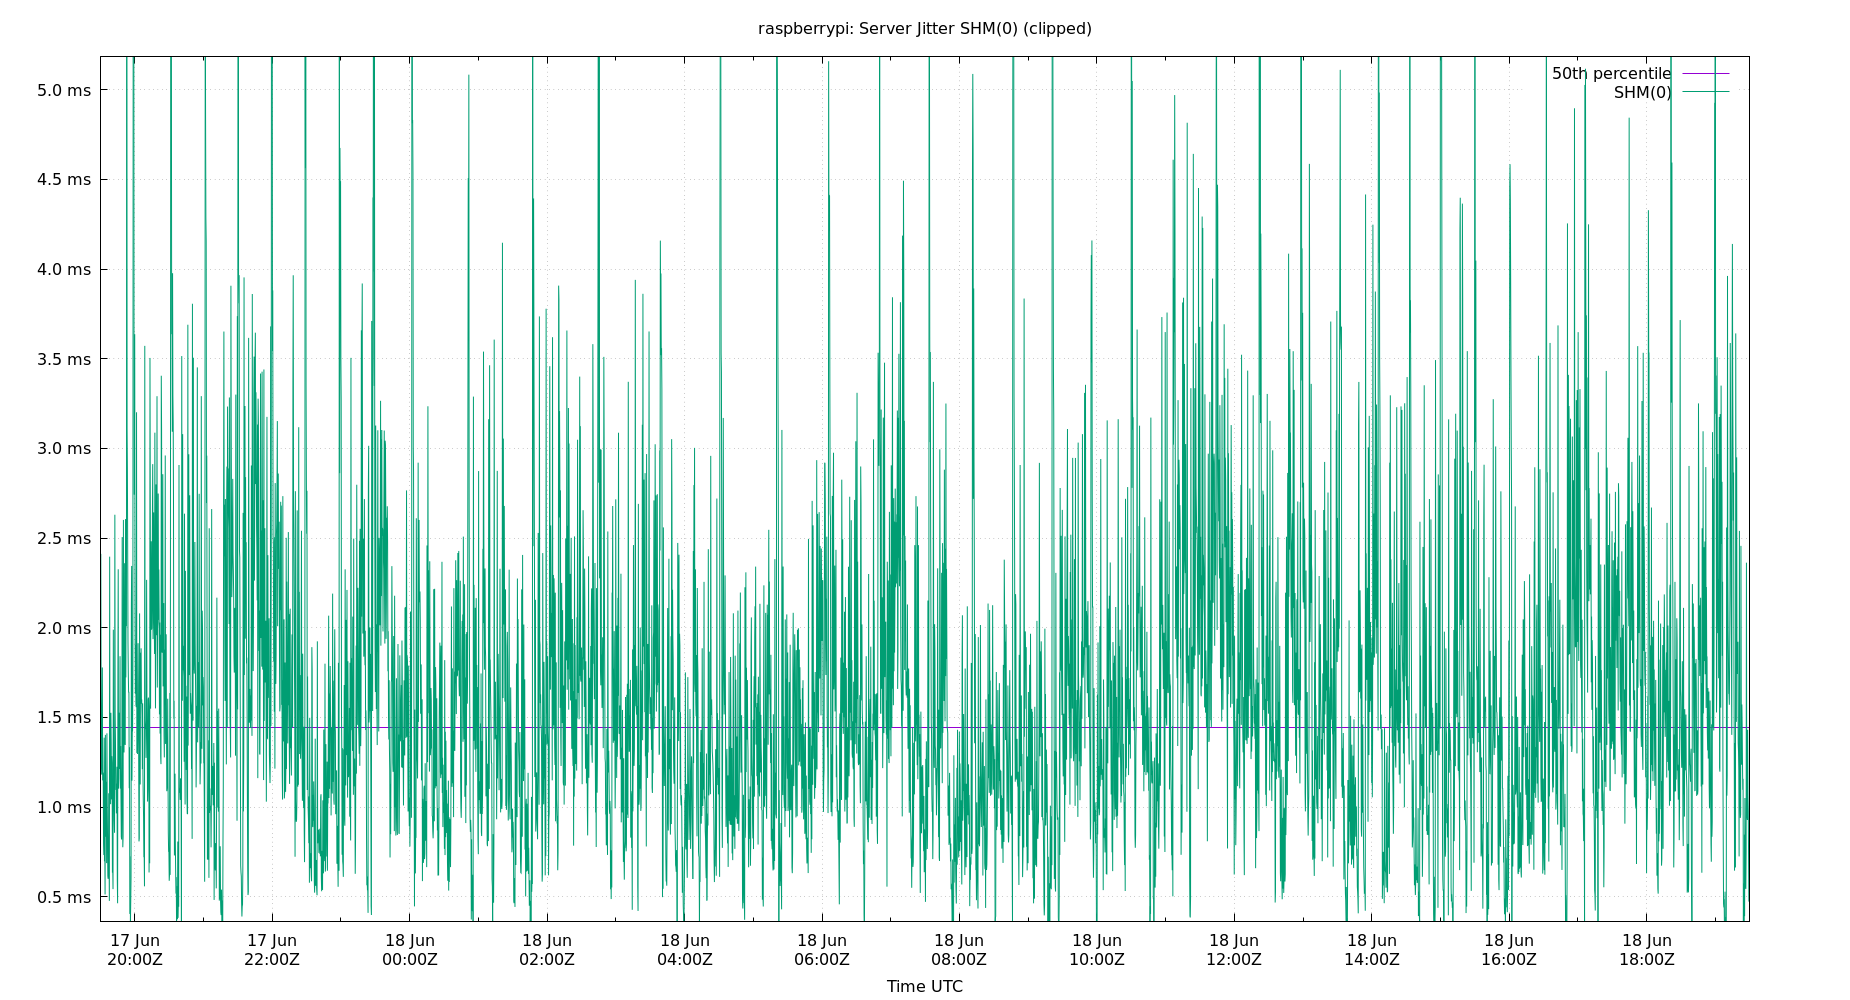 raspberrypi: Server Jitter SHM(0) (clipped)
50th percentile
SHM(0)
5.0 ms
4.5 ms
4.0 ms
3.5 ms
3.0 ms
2.5 ms
2.0 ms
1.5 ms
1.0 ms
0.5 ms
17 Jun 17 Jun 18 Jun 18 Jun 18 Jun 18 Jun 18 Jun 18 Jun 18 Jun 18 Jun 18 Jun 18 Jun
20:00Z 22:00Z 00:00Z 02:00Z 04:00Z 06:00Z 08:00Z 10:00Z 12:00Z 14:00Z 16:00Z 18:00Z
Time UTC